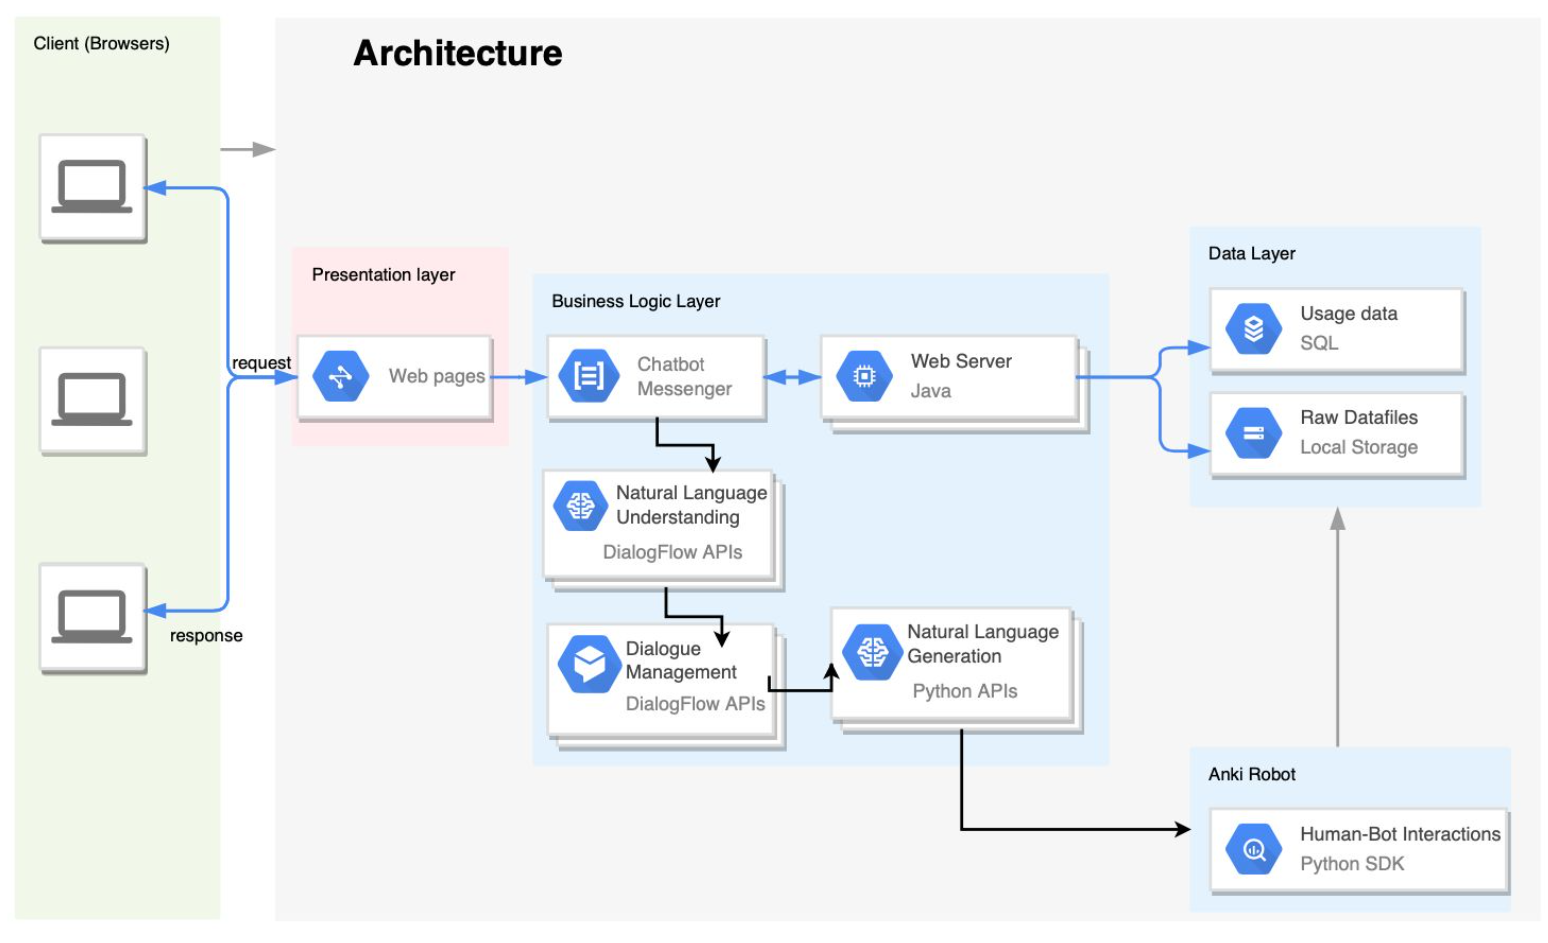 Client (Browsers)
Architecture
request
response
Presentation layer
Web pages
Business Logic Layer
Chatbot
Messenger
Web Server
Java
Natural Language
Understanding
DialogFlow APIs
Dialogue
Management
DialogFlow APIs
Natural Language
Generation
Python APIs
Data Layer
Usage data
SQL
Raw Datafiles
Local Storage
Anki Robot
Human-Bot Interactions
Python SDK